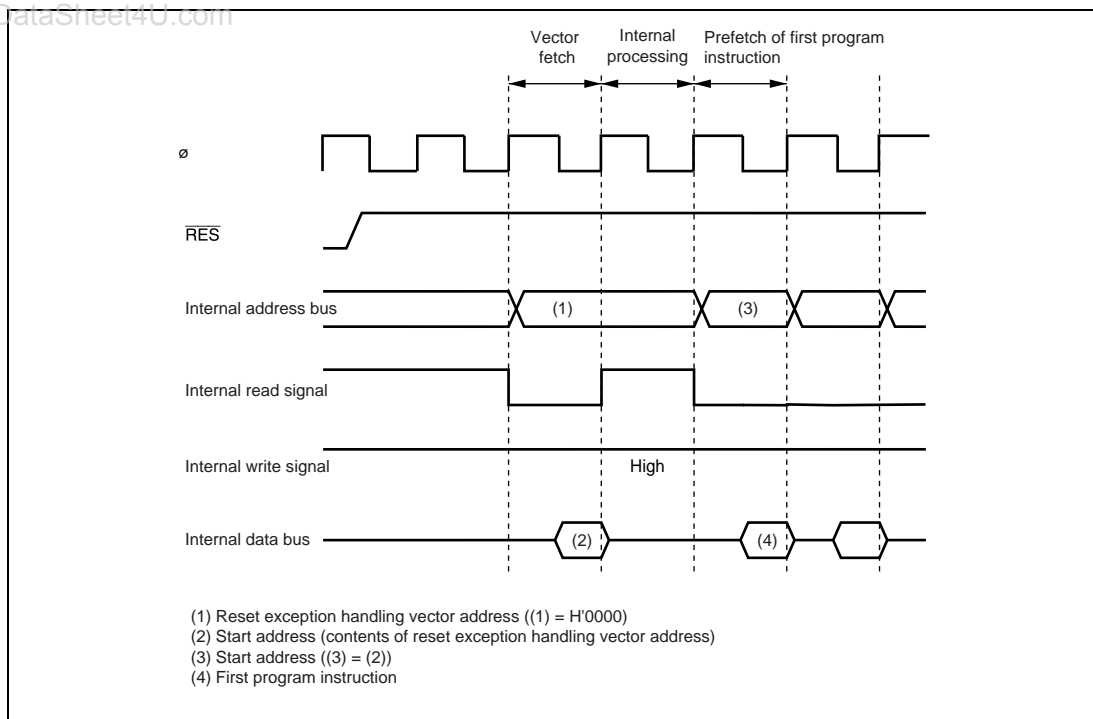 DataSheet4U.com
Vector
fetch
Internal
processing
Prefetch of first program
instruction
ø
RES
Internal address bus
(1)
(3)
Internal read signal
Internal write signal
High
Internal data bus
(2)
(4)
(1) Reset exception handling vector address ((1) = H'0000)
(2) Start address (contents of reset exception handling vector address)
(3) Start address ((3) = (2))
(4) First program instruction